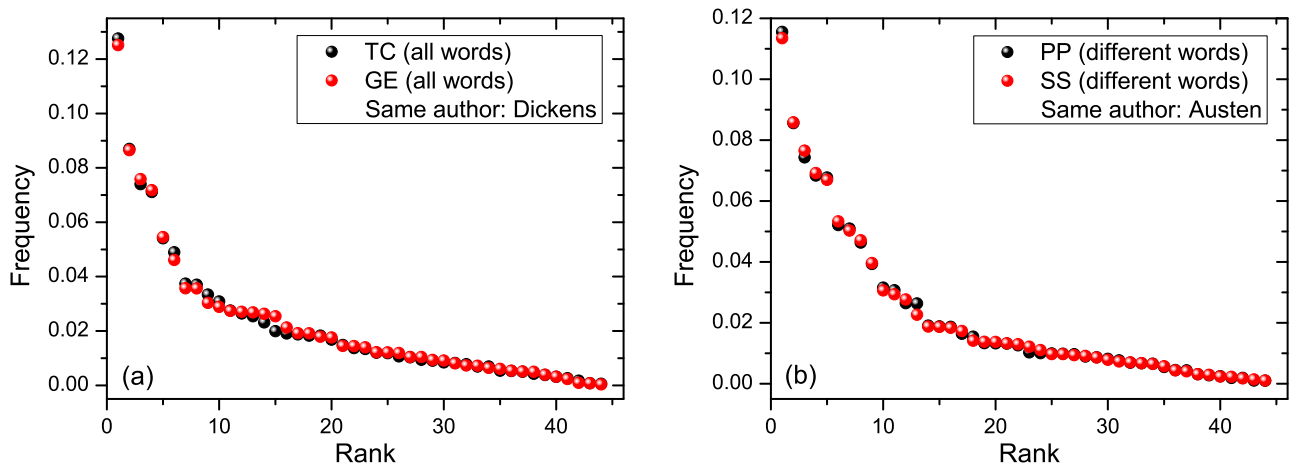 TC (all words)
GE (all words)
Same author: Dickens
0.12
0.10
0.08
0.06
0.04
0.02
0.00
Frequency
(a)
0
10
20
30
40
Rank
PP (different words)
SS (different words)
Same author: Austen
0.12
0.10
0.08
0.06
0.04
0.02
0.00
Frequency
(b)
0
10
20
30
40
Rank